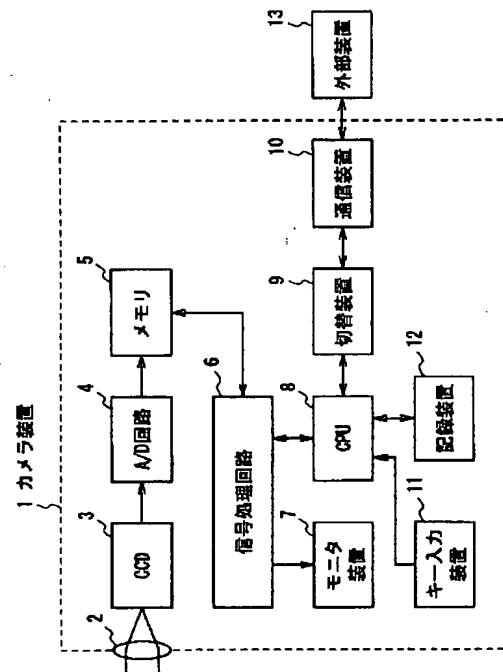 1 カメラ装置
2
3
CCD
4
A/D回路
5
メモリ
6
信号処理回路
7
モニタ
装置
8
CPU
9
切替装置
10
通信装置
13
外部装置
11
キー入力
装置
12
記録装置